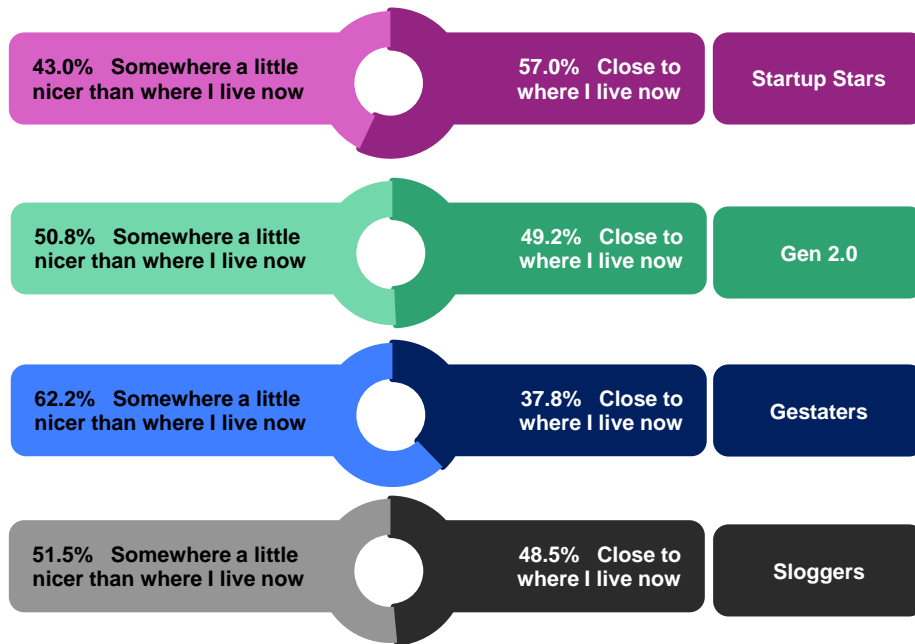 43.0% Somewhere a little
nicer than where I live now
57.0% Close to
where I live now
Startup Stars
50.8% Somewhere a little
nicer than where I live now
49.2% Close to
where I live now
Gen 2.0
62.2% Somewhere a little
nicer than where I live now
37.8% Close to
where I live now
Gestaters
51.5% Somewhere a little
nicer than where I live now
48.5% Close to
where I live now
Sloggers